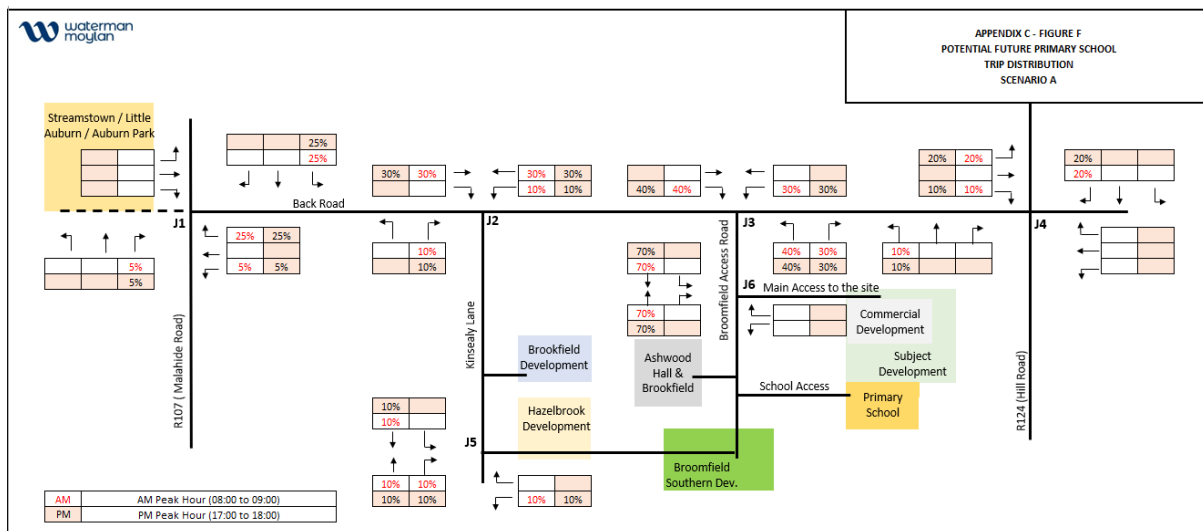 waterman
moylan
APPENDIX C - FIGURE F
POTENTIAL FUTURE PRIMARY SCHOOL
TRIP DISTRIBUTION
SCENARIO A
Streamstown / Little
Auburn / Auburn Park
25%
25%
30% 30%
30% 30%
10% 10%
40% 40%
30% 30%
20% 20%
10% 10%
20%
20%
Back Road
J1
J2
J3
J4
5%
5%
25% 25%
5% 5%
10%
10%
70%
70%
70%
70%
40% 30%
40% 30%
10%
10%
J6
Main Access to the site
R107 ( Malahide Road)
Kinsealy Lane
Broomfield Access Road
R124 (Hill Road)
Commercial
Development
Subject
Development
Brookfield
Development
Ashwood
Hall &
Brookfield
School Access
Primary
School
Hazelbrook
Development
10%
10%
J5
10% 10%
10% 10%
10% 10%
Broomfield
Southern Dev.
AM AM Peak Hour (08:00 to 09:00)
PM PM Peak Hour (17:00 to 18:00)